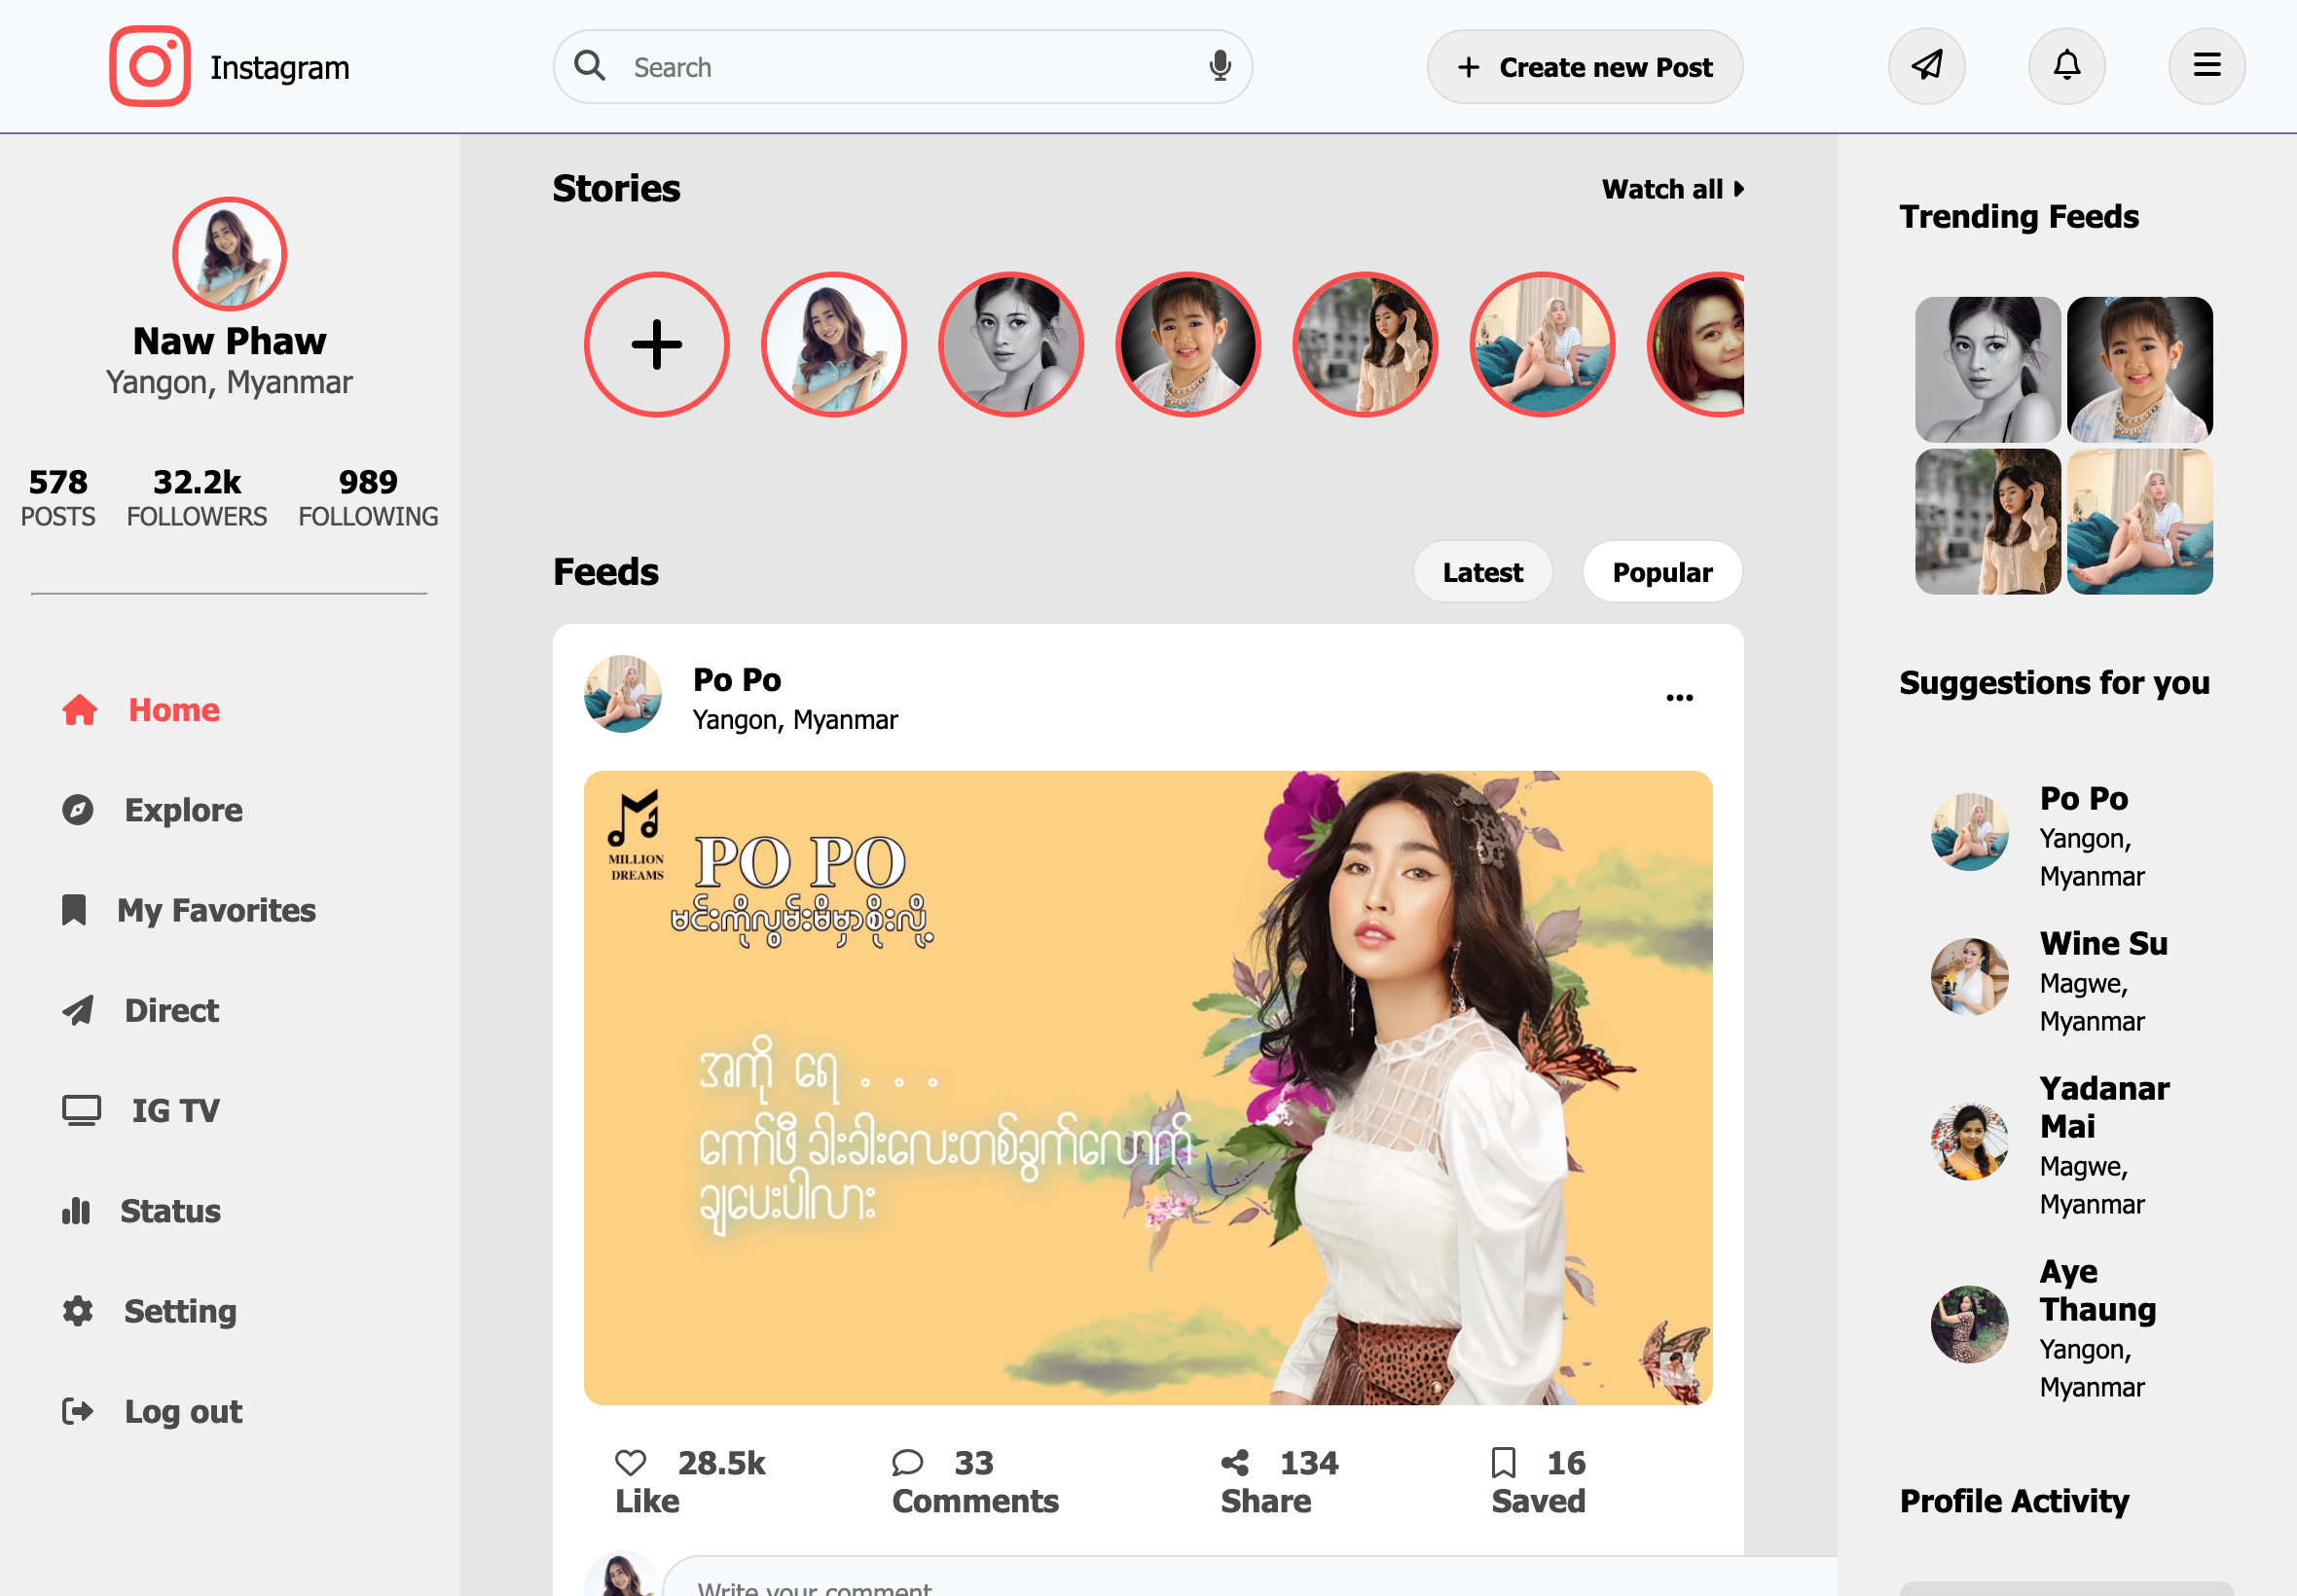 Instagram
Search
Create new Post
Naw Phaw
Yangon, Myanmar
578
POSTS
32.2k
FOLLOWERS
989
FOLLOWING
Home
Explore
My Favorites
Direct
IG TV
Status
Setting
Log out
Stories
Watch all
Feeds
Latest
Popular
Po Po
Yangon, Myanmar
MILLION
DREAMS
PO PO
မင်းကိုလွမ်းမိမှာစိုးလို့
အကို ရေ . . .
ကော်ဖီ ခါးခါးလေးတစ်ခွက်လောက်
ချပေးပါလား
28.5k
Like
33
Comments
134
Share
16
Saved
Write your comment
Trending Feeds
Suggestions for you
Po Po
Yangon,
Myanmar
Wine Su
Magwe,
Myanmar
Yadanar
Mai
Magwe,
Myanmar
Aye
Thaung
Yangon,
Myanmar
Profile Activity